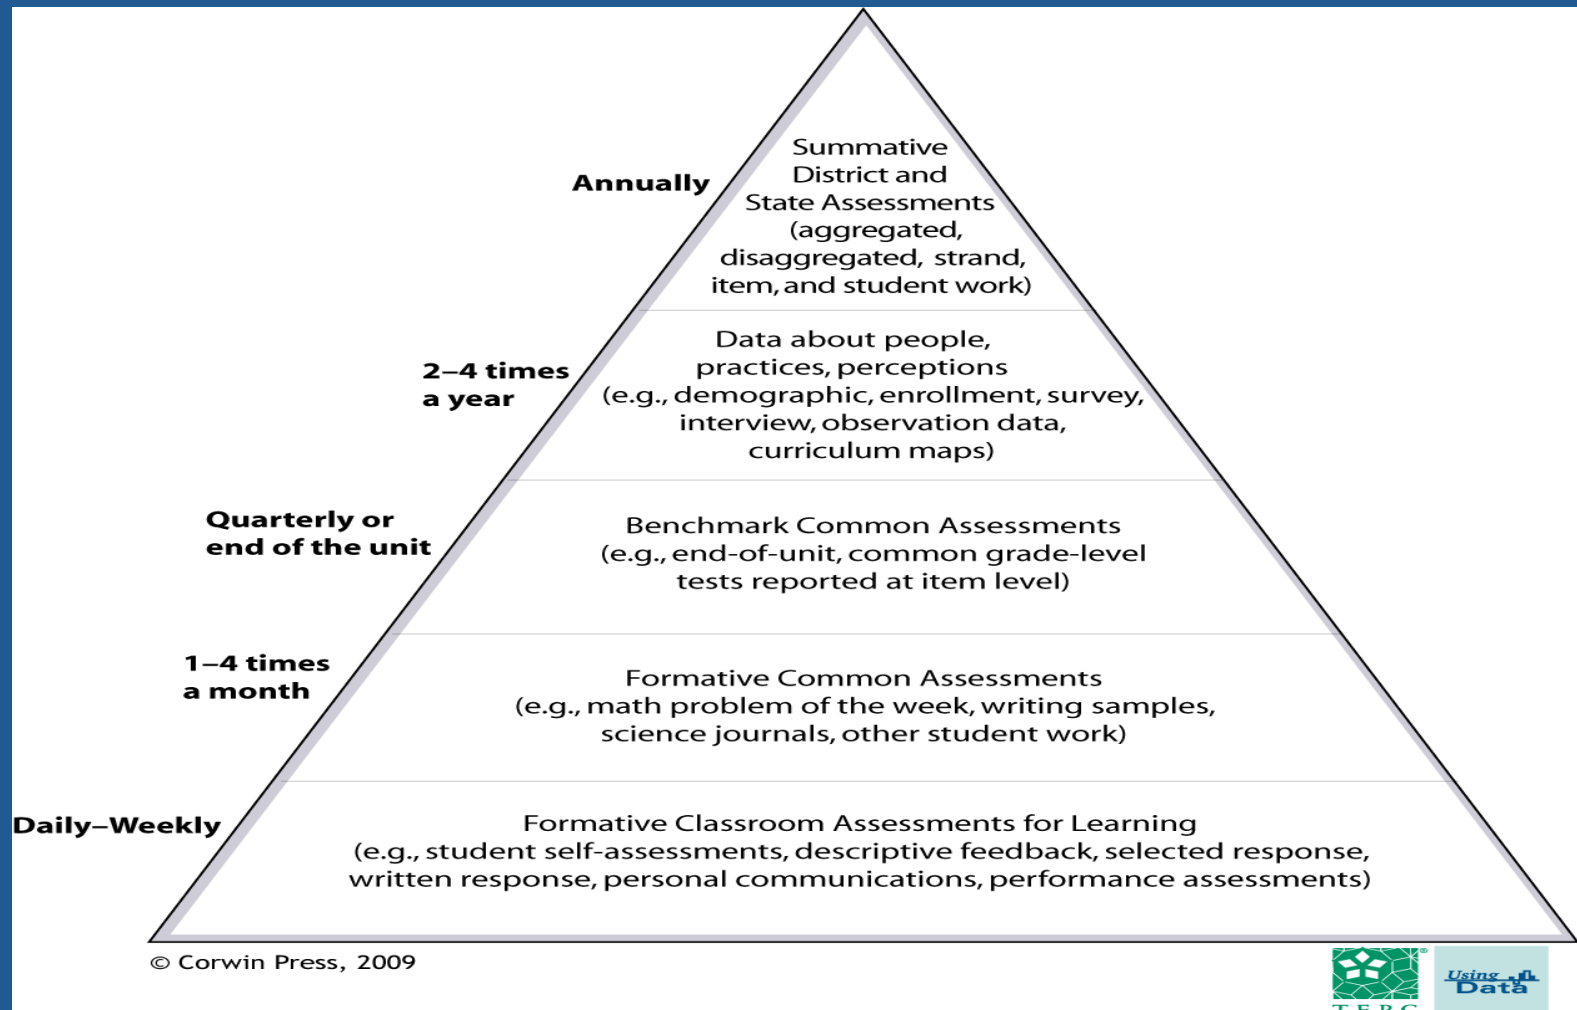 Annually
Summative
District and
State Assessments
(aggregated,
disaggregated, strand,
item, and student work)
2–4 times
a year
Data about people,
practices, perceptions
(e.g., demographic, enrollment, survey,
interview, observation data,
curriculum maps)
Quarterly or
end of the unit
Benchmark Common Assessments
(e.g., end-of-unit, common grade-level
tests reported at item level)
1–4 times
a month
Formative Common Assessments
(e.g., math problem of the week, writing samples,
science journals, other student work)
Daily–Weekly
Formative Classroom Assessments for Learning
(e.g., student self-assessments, descriptive feedback, selected response,
written response, personal communications, performance assessments)
© Corwin Press, 2009
®
TERC
Using
Data